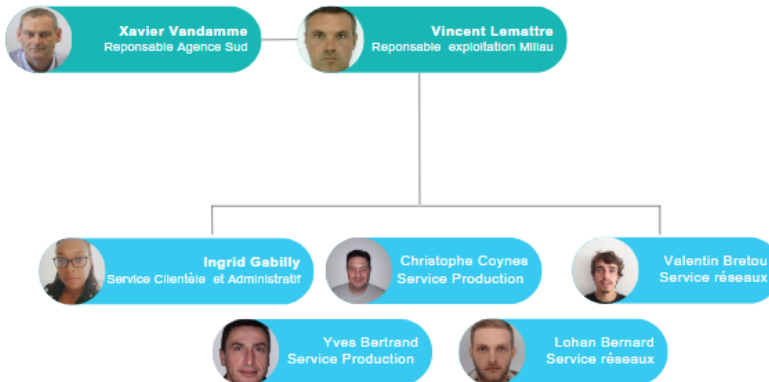 Xavier Vandamme
Reponsable Agence Sud
Vincent Lemattre
Reponsable exploitation Millau
Ingrid Gabilly
Service Clientèle et Administratif
Christophe Coynes
Service Production
Valentin Bretou
Service réseaux
Yves Bertrand
Service Production
Lohan Bernard
Service réseaux